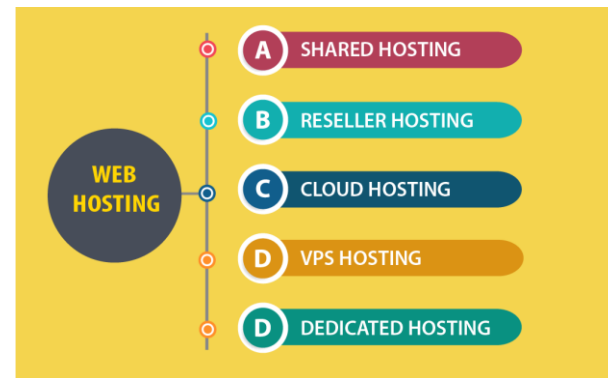 WEB
HOSTING
A SHARED HOSTING
B RESELLER HOSTING
C CLOUD HOSTING
D VPS HOSTING
D DEDICATED HOSTING